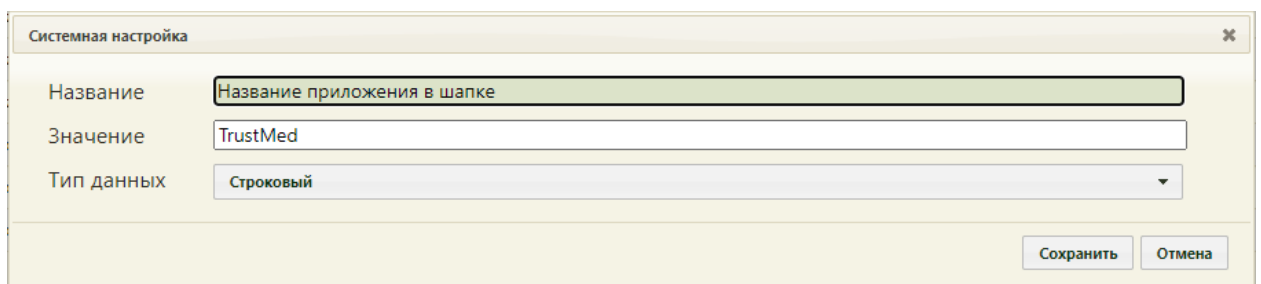 Системная настройка
Название Название приложения в шапке
Значение TrustMed
Тип данных Строковый
Сохранить Отмена